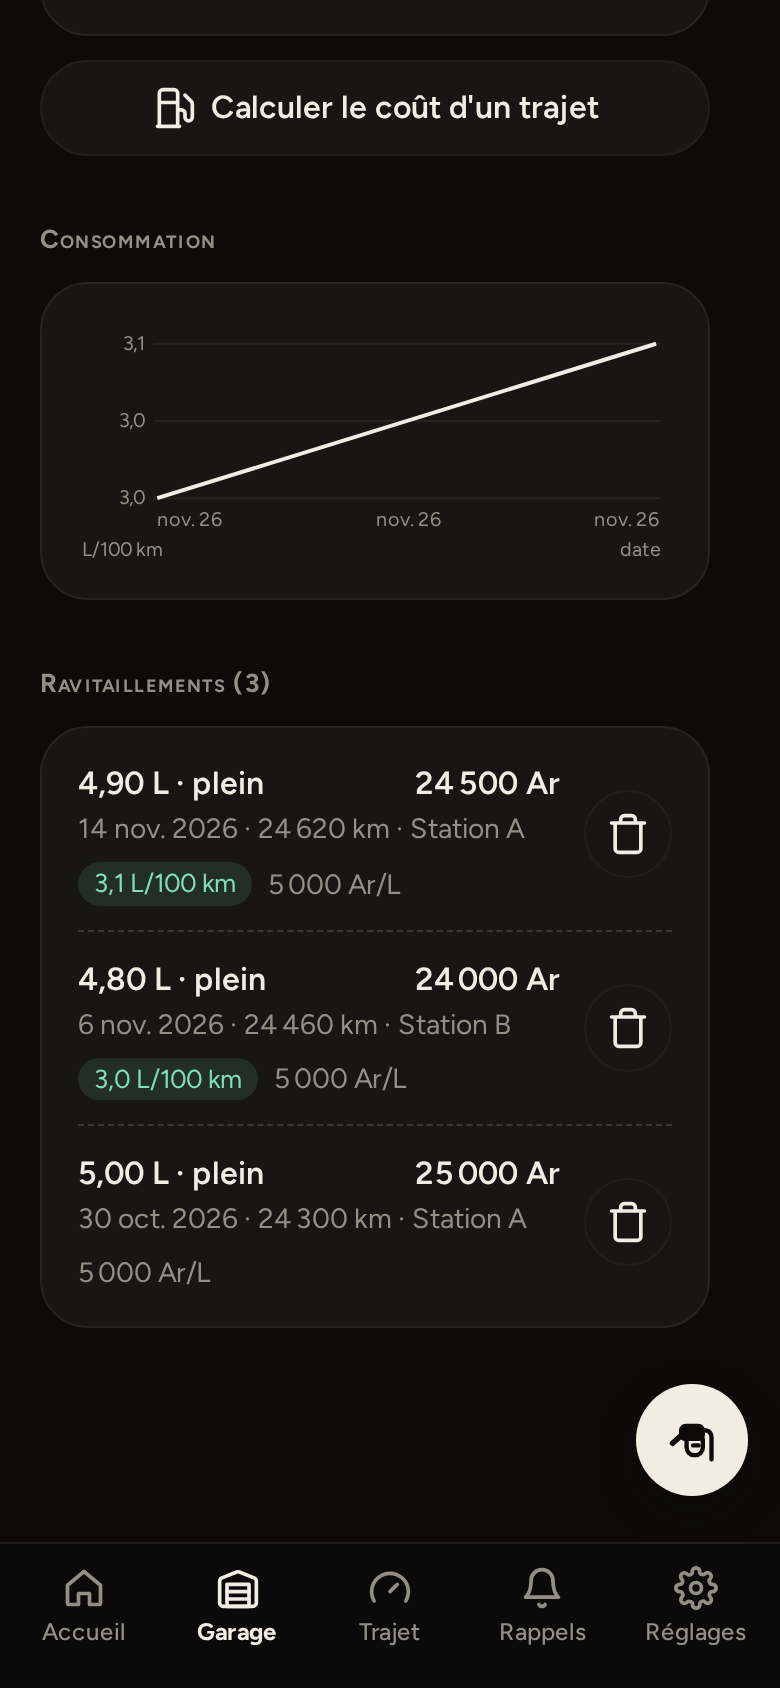 Calculer le coût d'un trajet
Consommation
3,1
3,0
3,0
nov. 26 nov. 26 nov. 26
L/100 km date
Ravitaillements (3)
4,90 L · plein 24 500 Ar
14 nov. 2026 · 24 620 km · Station A
3,1 L/100 km 5 000 Ar/L
4,80 L · plein 24 000 Ar
6 nov. 2026 · 24 460 km · Station B
3,0 L/100 km 5 000 Ar/L
5,00 L · plein 25 000 Ar
30 oct. 2026 · 24 300 km · Station A
5 000 Ar/L
Accueil Garage Trajet Rappels Réglages